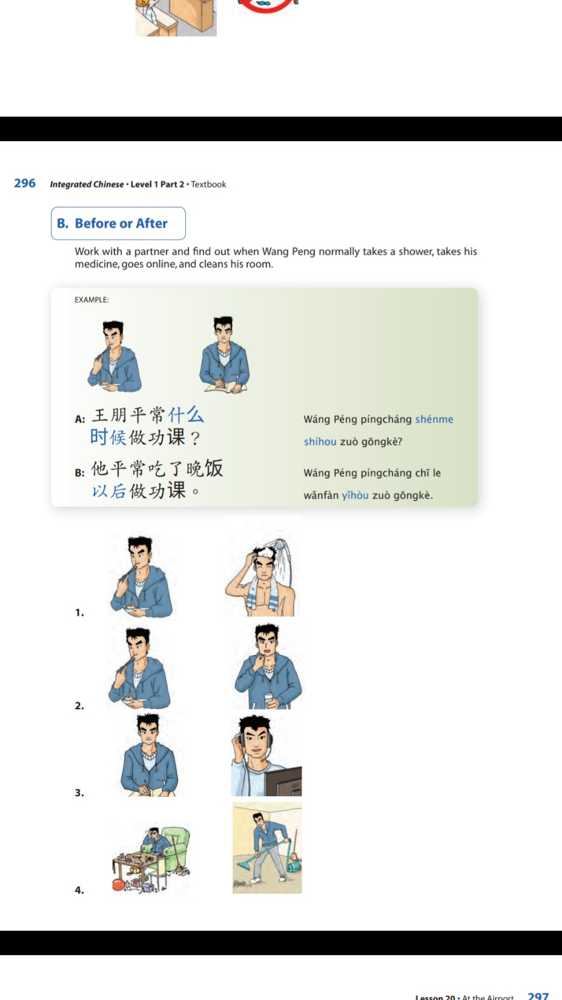 296 Integrated Chinese • Level 1 Part 2 • Textbook
B. Before or After
Work with a partner and find out when Wang Peng normally takes a shower, takes his
medicine, goes online, and cleans his room.
EXAMPLE:
A: 王朋平常什么
时候做功课？
Wáng Péng píngcháng shénme
shíhou zuò gōngkè?
B: 他平常吃了晚饭
以后做功课。
Wáng Péng píngcháng chī le
wǎnfàn yǐhòu zuò gōngkè.
1.
2.
3.
4.
Lesson 20 • At the Airport 297